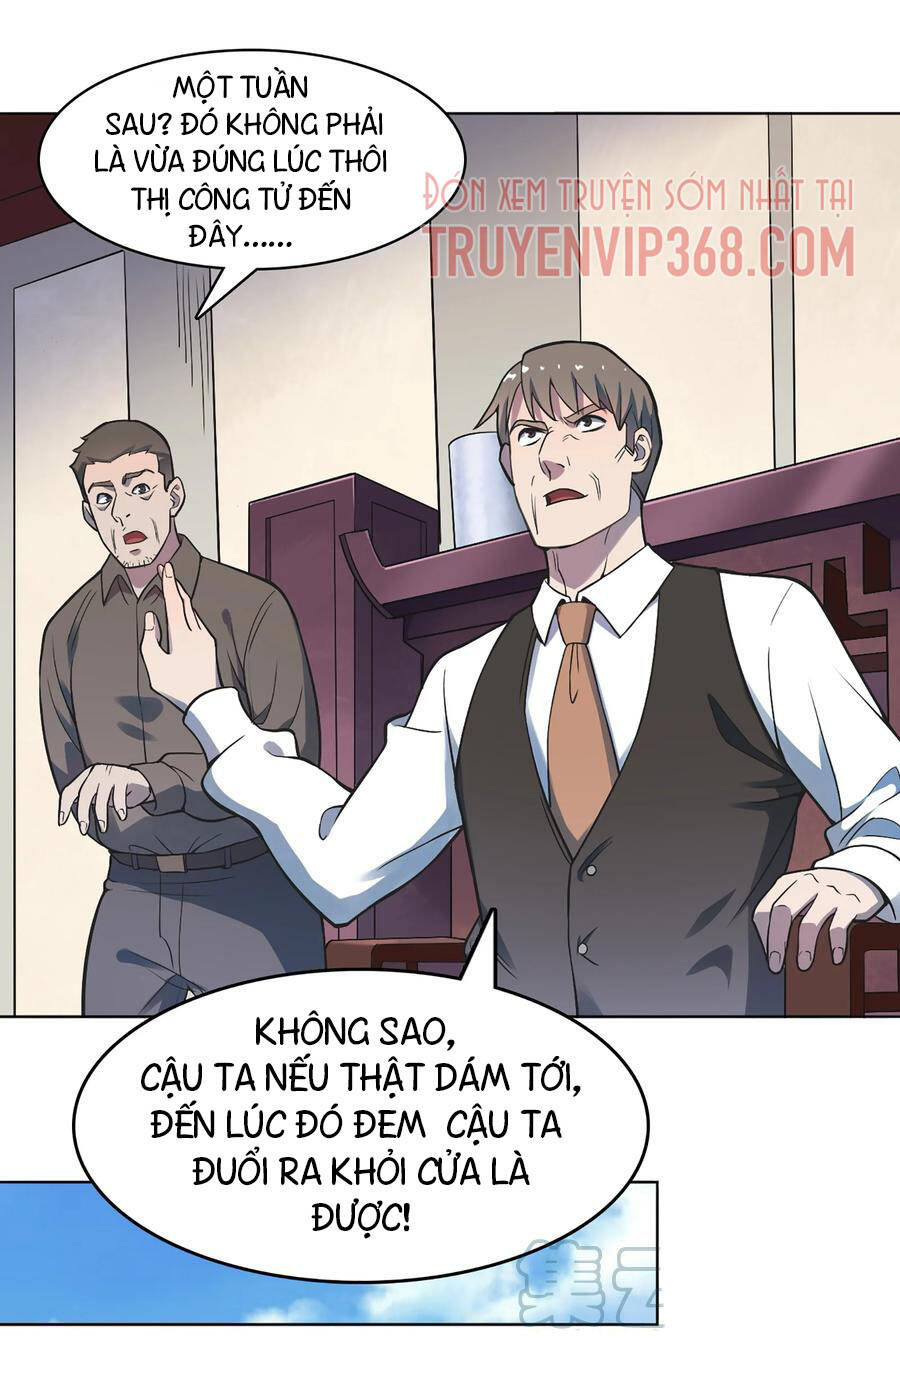 MỘT TUẦN
SAU? ĐÓ KHÔNG PHẢI
LÀ VỪA ĐÚNG LÚC THÔI
THỊ CÔNG TỬ ĐẾN
ĐÂY......
ĐÓN XEM TRUYỆN SỚM NHẤT TẠI
TRUYENVIP368.COM
KHÔNG SAO,
CẬU TA NẾU THẬT DÁM TỚI,
ĐẾN LÚC ĐÓ ĐEM CẬU TA
ĐUỔI RA KHỎI CỬA LÀ
ĐƯỢC!
集云